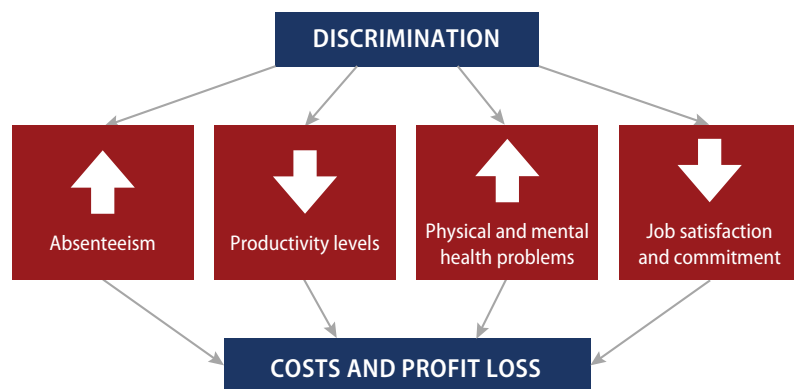 DISCRIMINATION
Absenteeism
Productivity levels
Physical and mental
health problems
Job satisfaction
and commitment
COSTS AND PROFIT LOSS